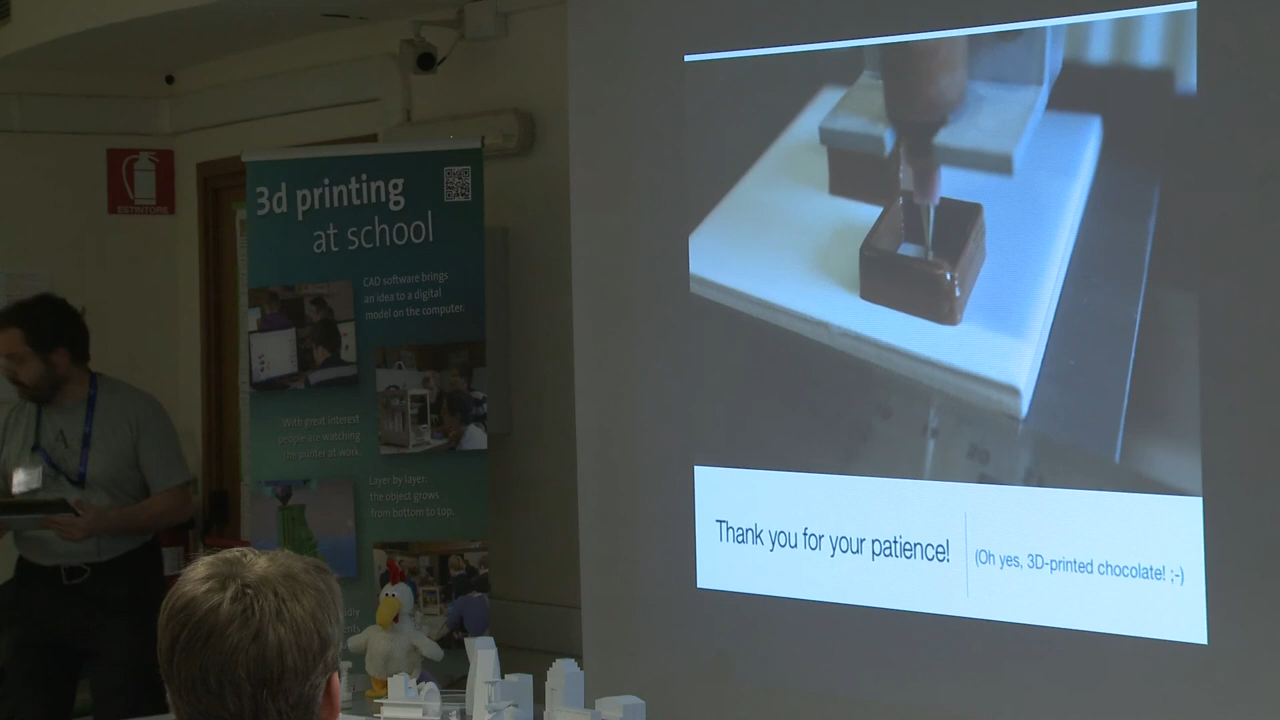 ESTINTORE
3d printing
at school
CAD software brings
an idea to a digital
model on the computer.
With great interest
people are watching
the printer at work.
Layer by layer:
the object grows
from bottom to top.
Thank you for your patience!
(Oh yes, 3D-printed chocolate! ;-)